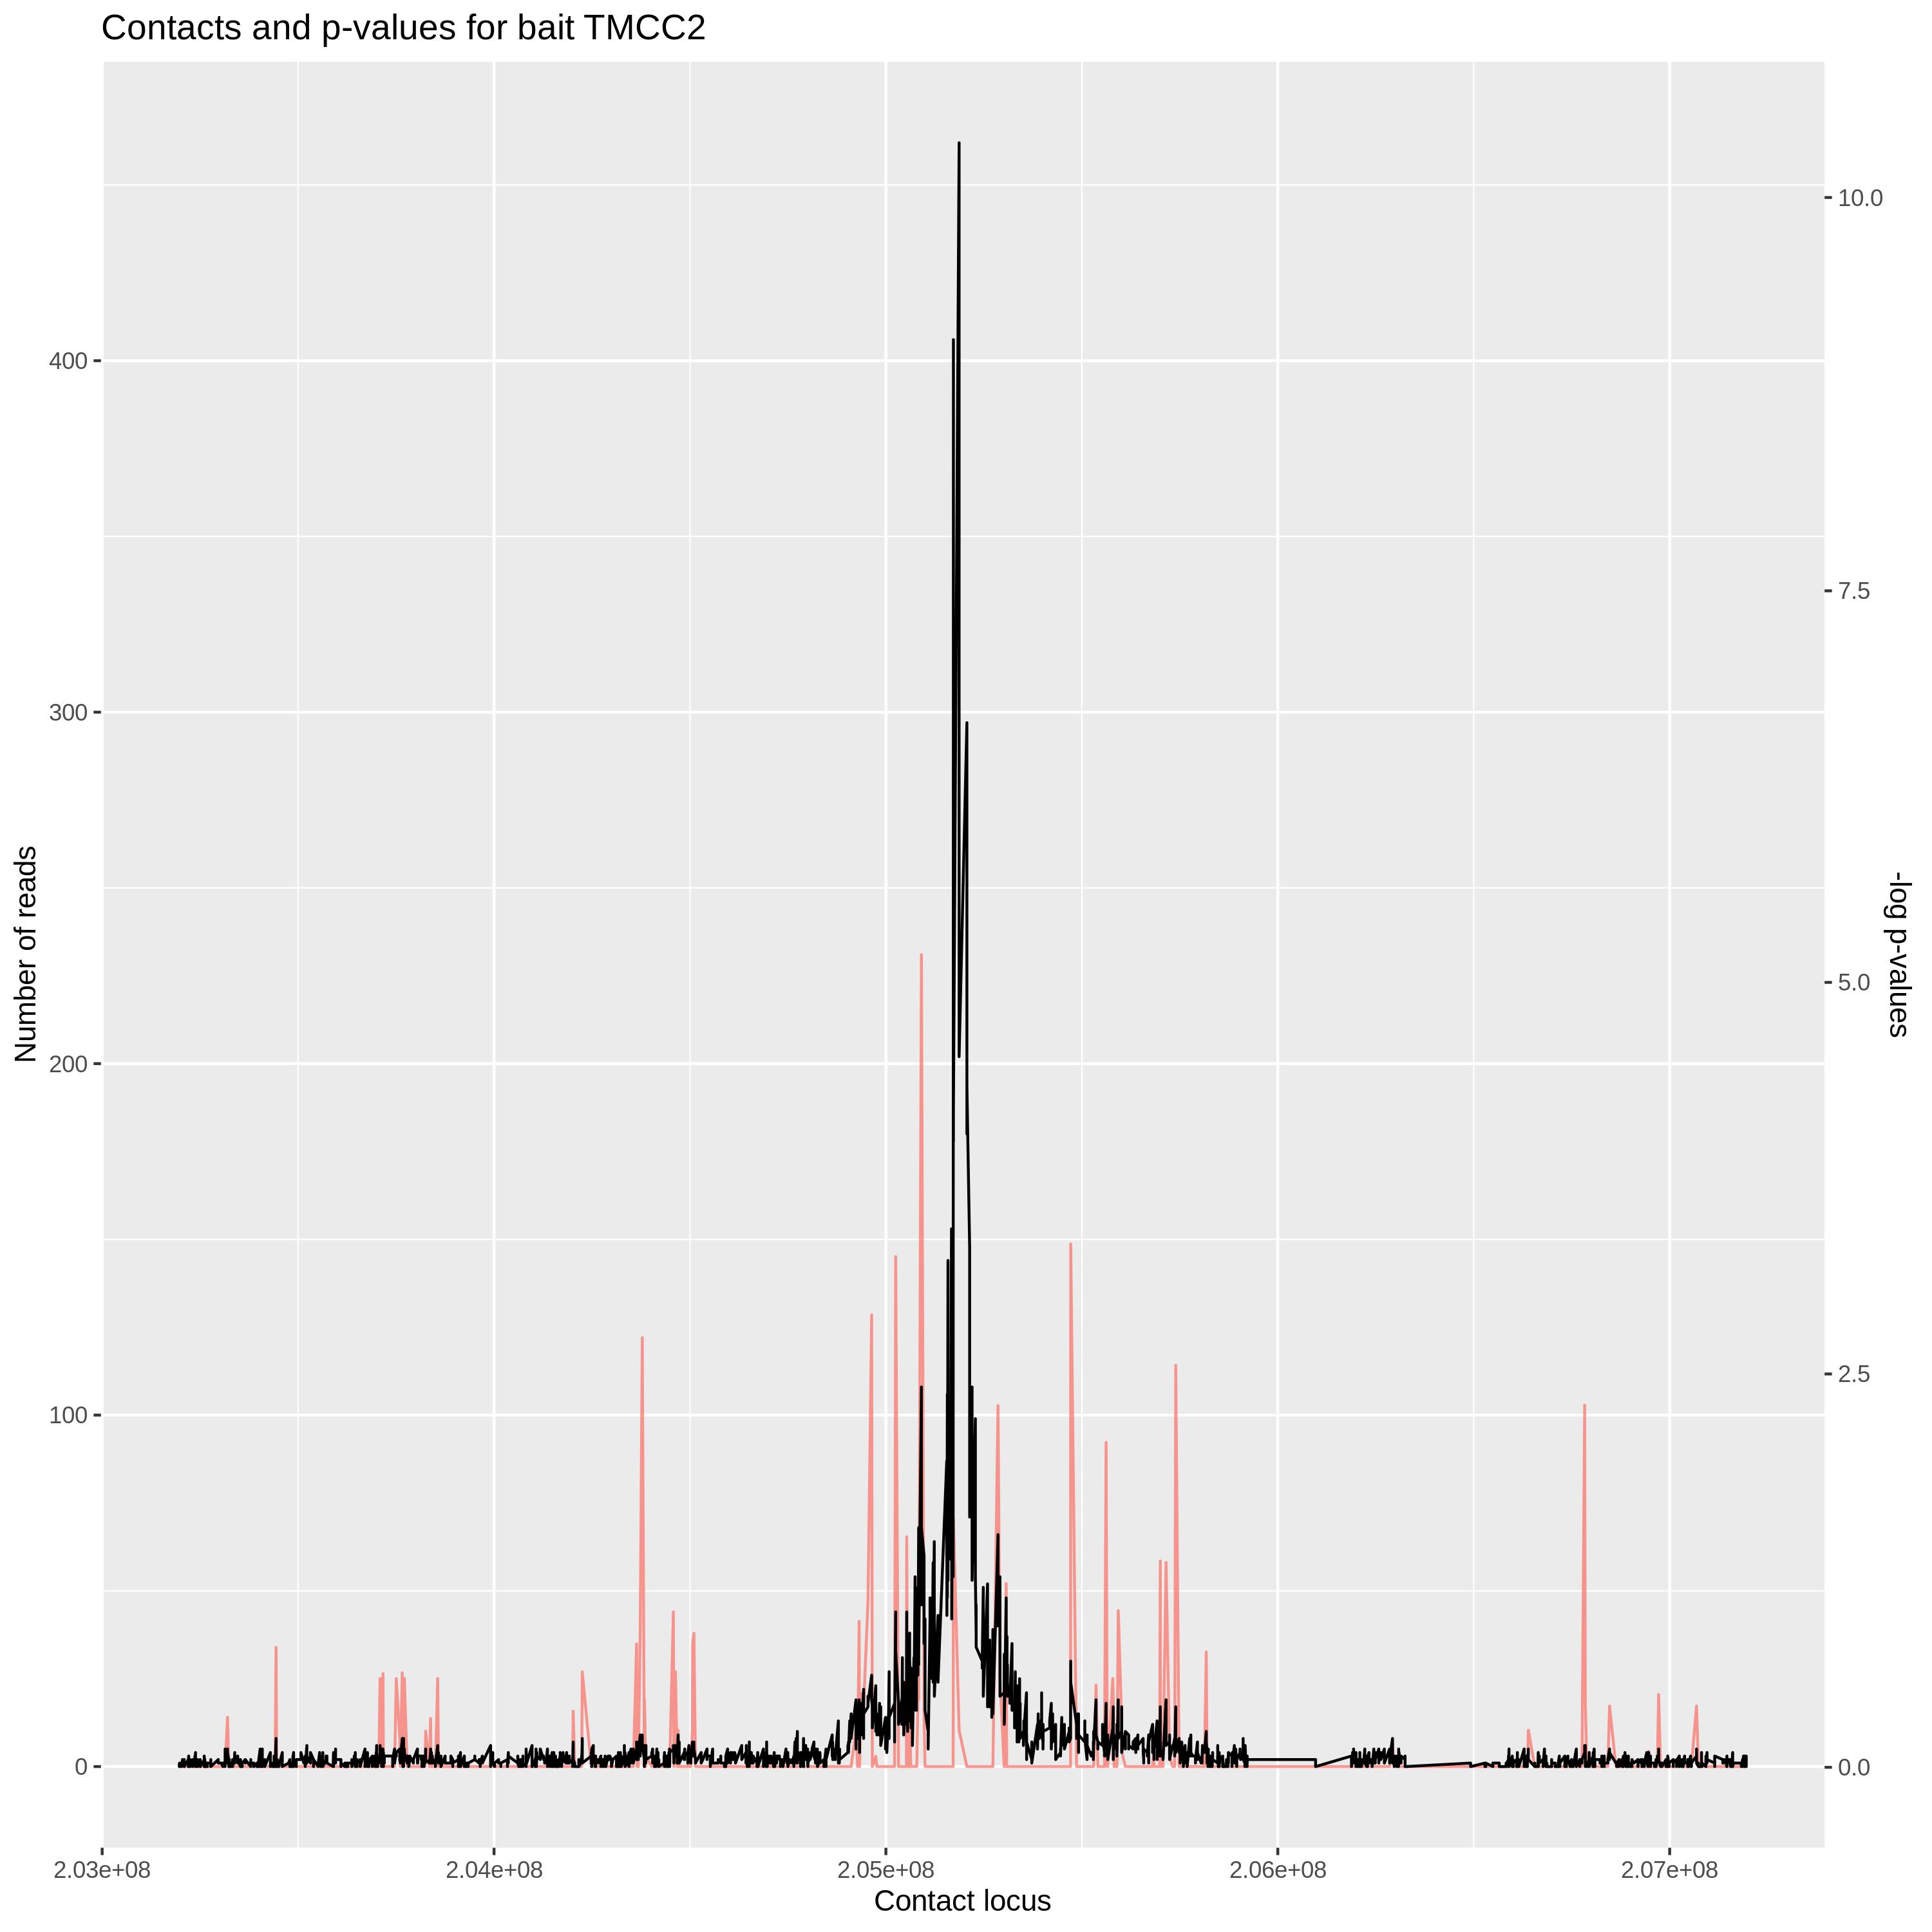 Contacts and p-values for bait TMCC2
Number of reads
400
300
200
100
0
10.0
7.5
5.0
2.5
0.0
-log p-values
2.03e+08 2.04e+08 2.05e+08 2.06e+08 2.07e+08
Contact locus